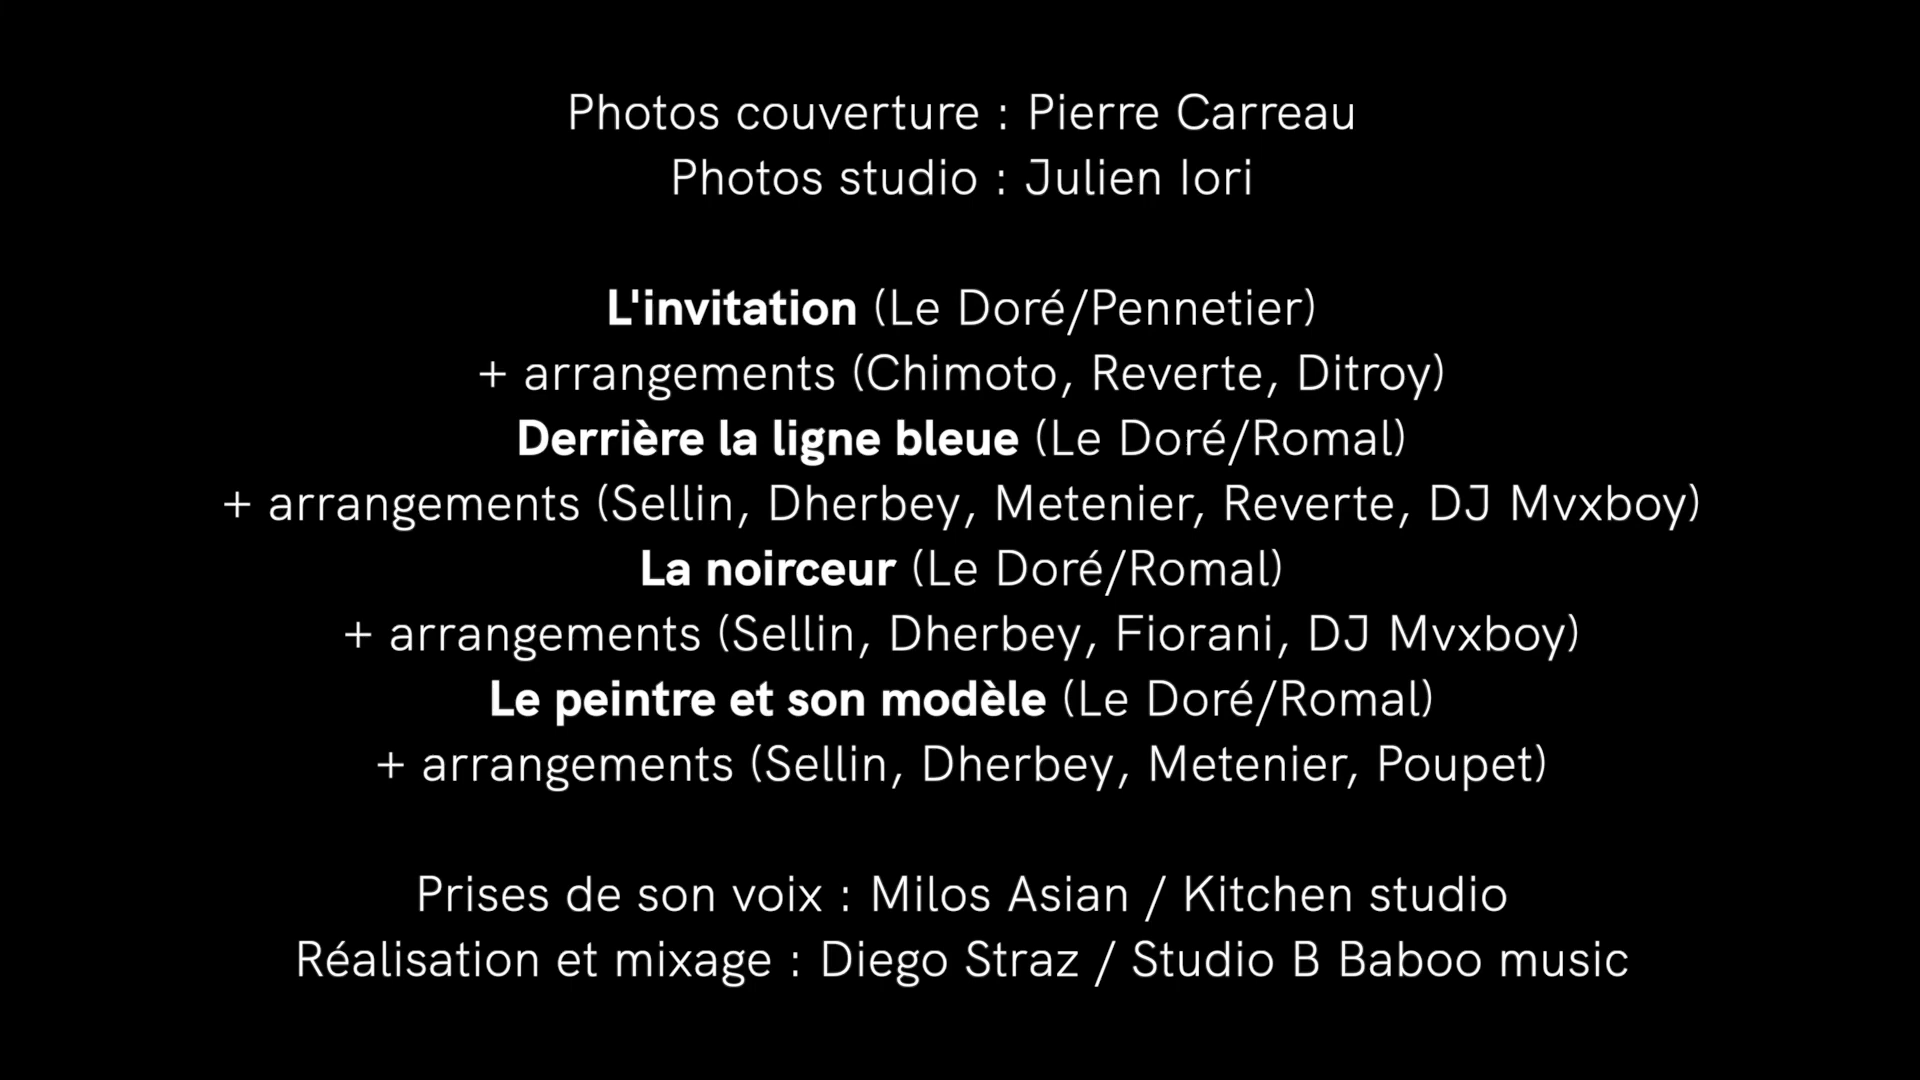 Photos couverture : Pierre Carreau
Photos studio : Julien Iori
L'invitation (Le Doré/Pennetier)
+ arrangements (Chimoto, Reverte, Ditroy)
Derrière la ligne bleue (Le Doré/Romal)
+ arrangements (Sellin, Dherbey, Metenier, Reverte, DJ Mvxboy)
La noirceur (Le Doré/Romal)
+ arrangements (Sellin, Dherbey, Fiorani, DJ Mvxboy)
Le peintre et son modèle (Le Doré/Romal)
+ arrangements (Sellin, Dherbey, Metenier, Poupet)
Prises de son voix : Milos Asian / Kitchen studio
Réalisation et mixage : Diego Straz / Studio B Baboo music